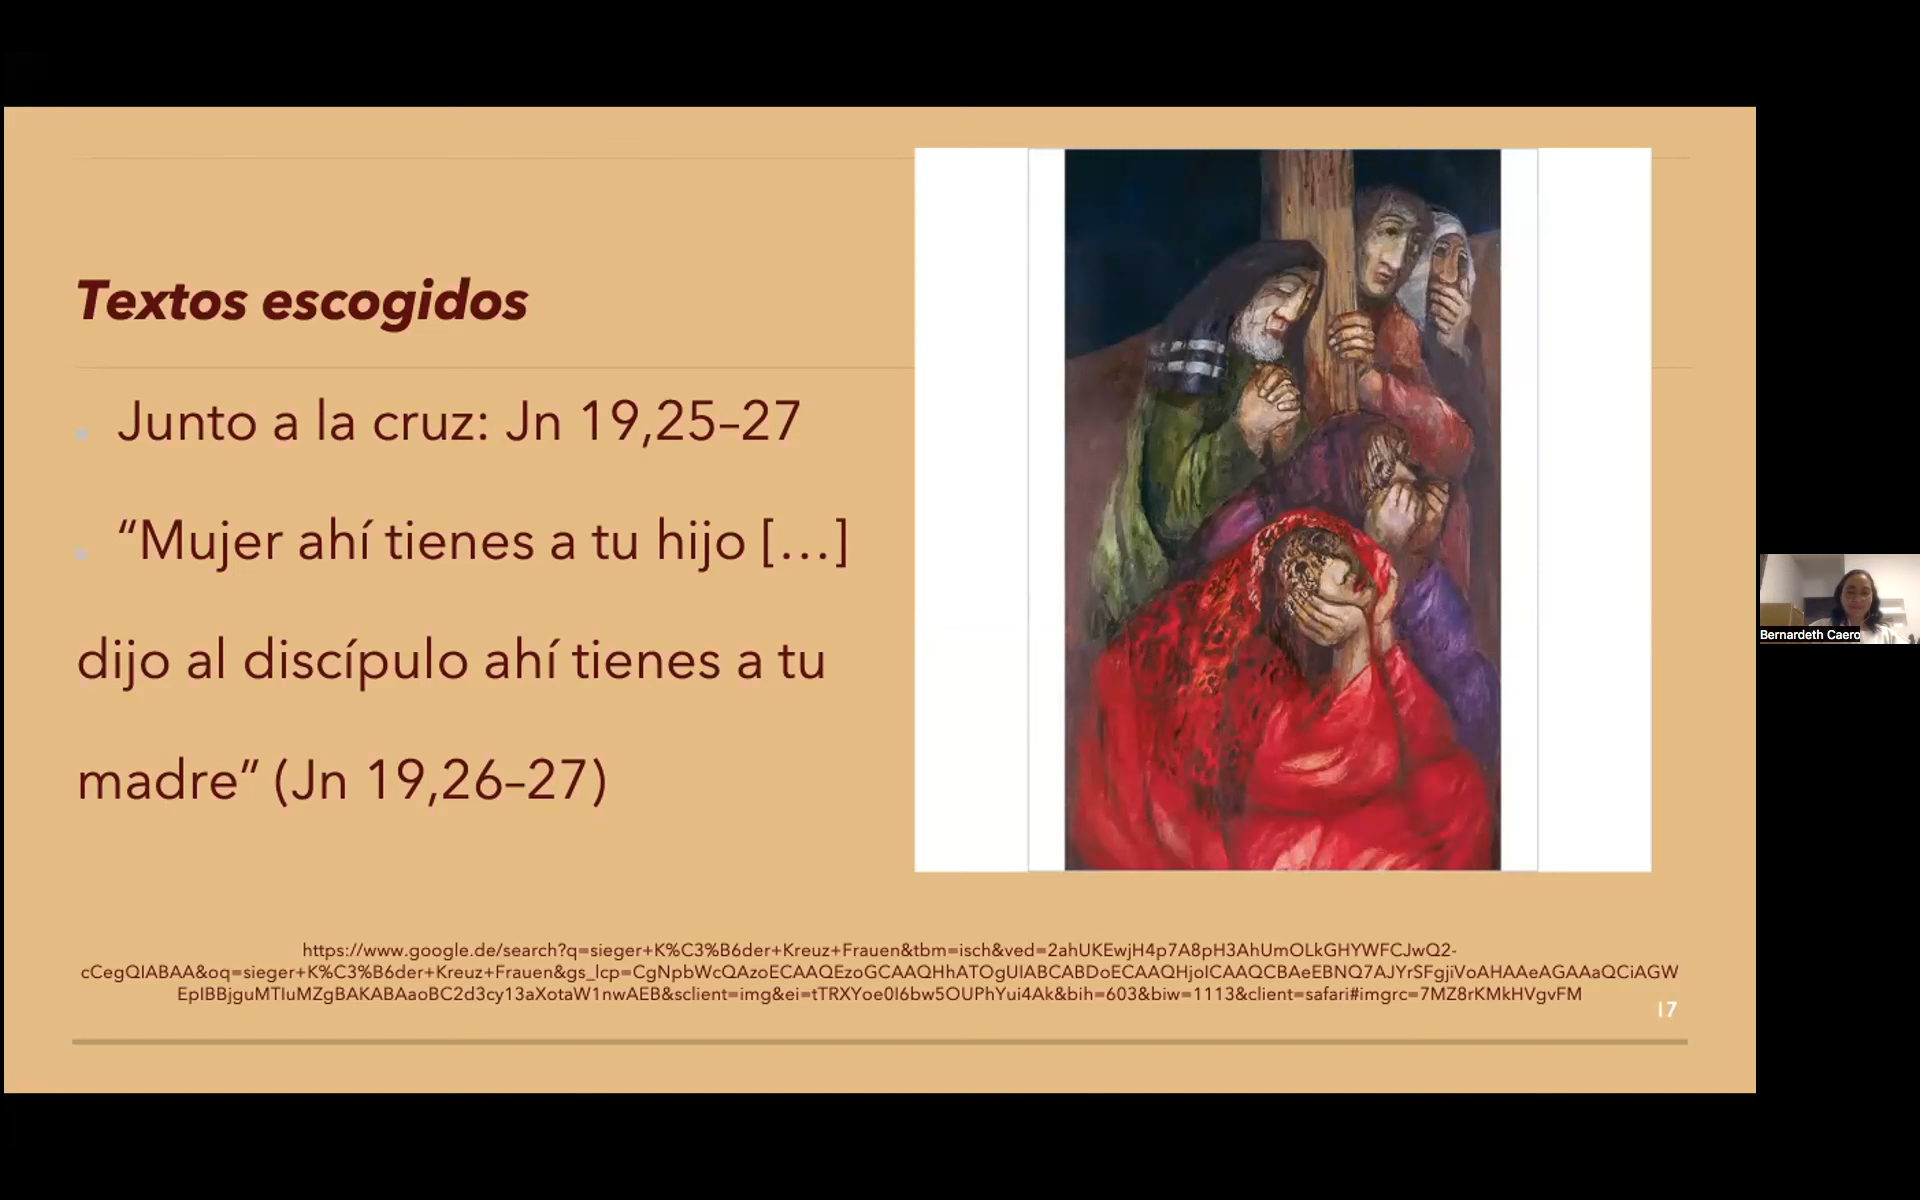 Textos escogidos
Junto a la cruz: Jn 19,25–27
“Mujer ahí tienes a tu hijo […]
dijo al discípulo ahí tienes a tu
madre” (Jn 19,26–27)
Bernardeth Caero
https://www.google.de/search?q=sieger+K%C3%B6der+Kreuz+Frauen&tbm=isch&ved=2ahUKEwjH4p7A8pH3AhUmOLkGHYWFCJwQ2-
cCegQIABAA&oq=sieger+K%C3%B6der+Kreuz+Frauen&gs_lcp=CgNpbWcQAzoECAAQEzoGCAAQHhATOgUIABCABDoECAAQHjoICAAQCBAeEBNQ7AJYrSFgjiVoAHAAeAGAAaQCiAGW
EpIBBjguMTIuMZgBAKABAaoBC2d3cy13aXotaW1nwAEB&sclient=img&ei=tTRXYoe0I6bw5OUPhYui4Ak&bih=603&biw=1113&client=safari#imgrc=7MZ8rKMkHVgvFM
17